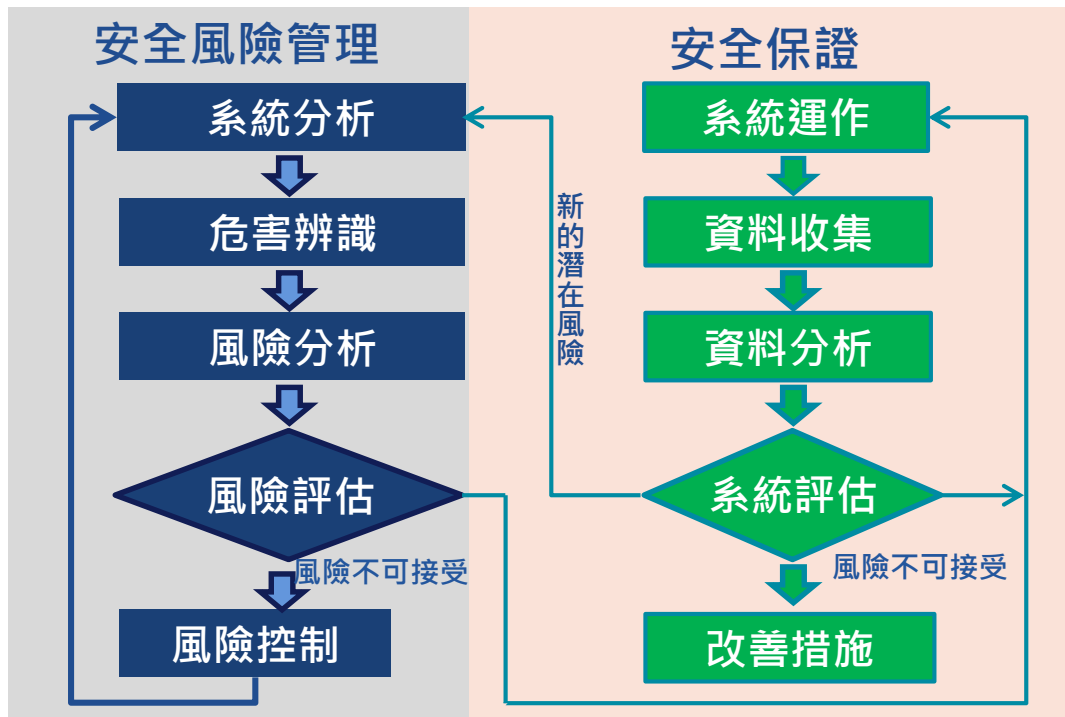 安全風險管理
系統分析
危害辨識
風險分析
風險評估
風險不可接受
風險控制
新的潛在風險
安全保證
系統運作
資料收集
資料分析
系統評估
風險不可接受
改善措施